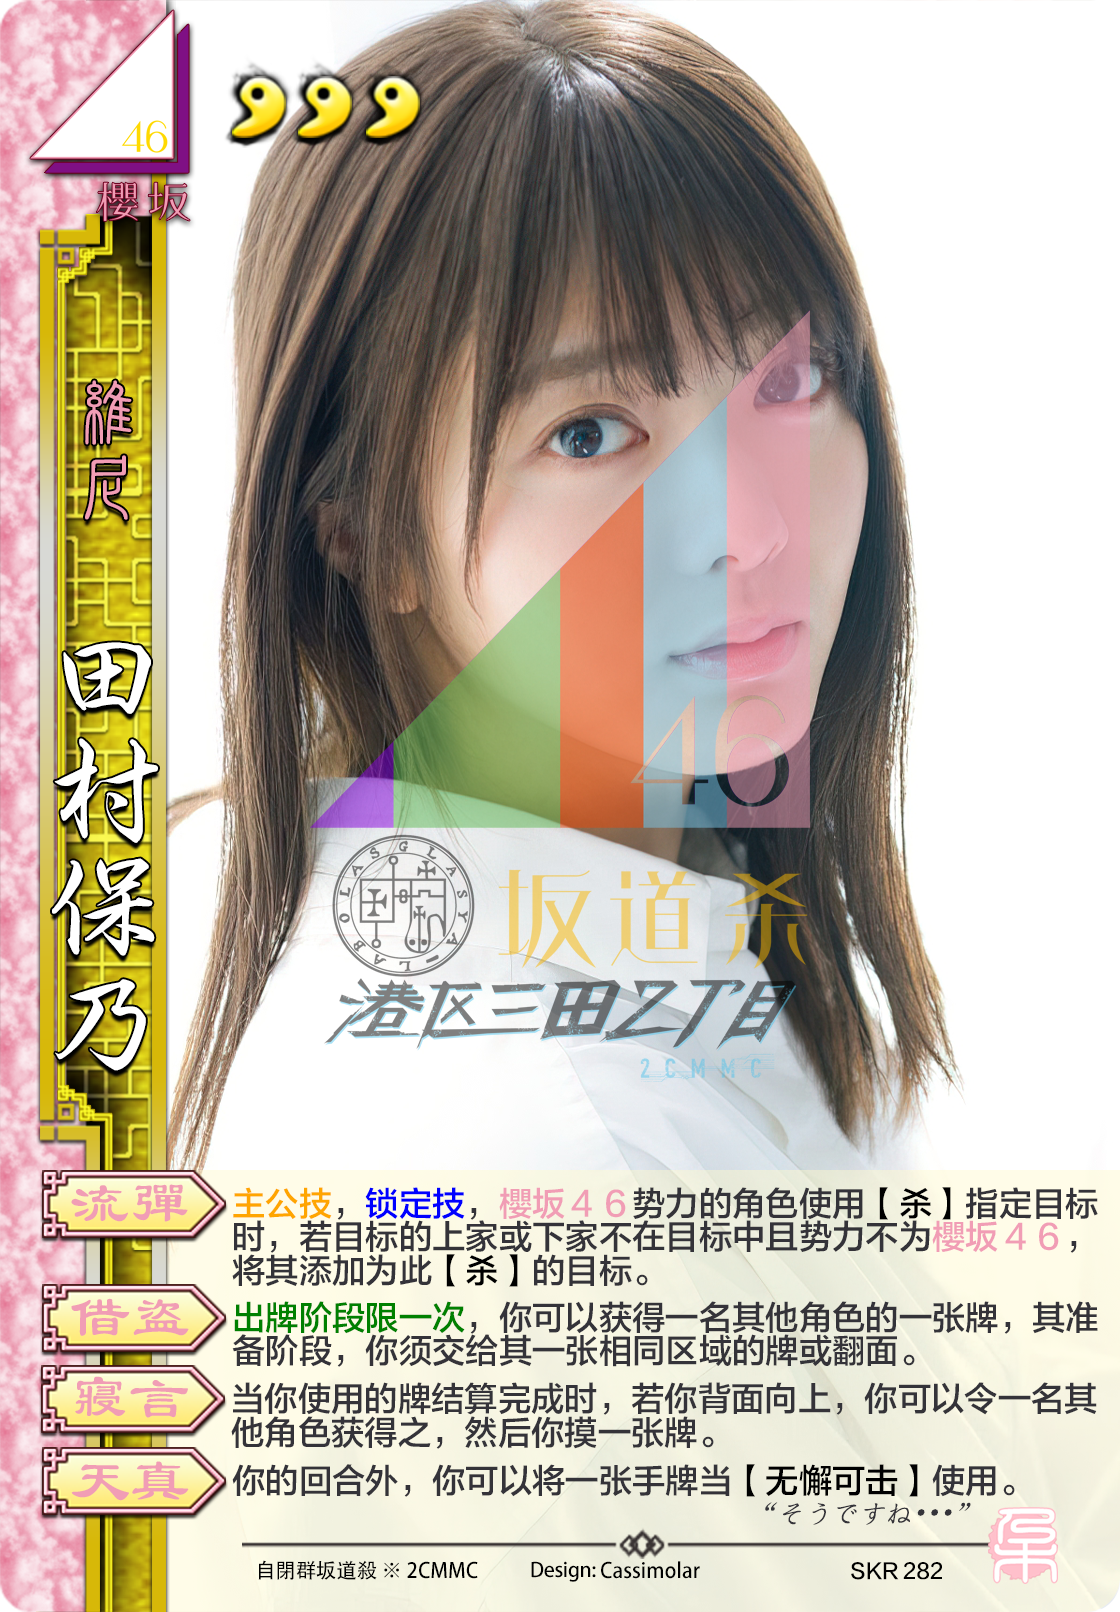 46
櫻坂
維尼
田村保乃
46
GLASYA-LABOLAS
坂道杀
港区三田2丁目
2CMMC
流彈
主公技，锁定技，櫻坂４６势力的角色使用【杀】指定目标
时，若目标的上家或下家不在目标中且势力不为櫻坂４６，
将其添加为此【杀】的目标。
借盗
出牌阶段限一次，你可以获得一名其他角色的一张牌，其准
备阶段，你须交给其一张相同区域的牌或翻面。
寢言
当你使用的牌结算完成时，若你背面向上，你可以令一名其
他角色获得之，然后你摸一张牌。
天真
你的回合外，你可以将一张手牌当【无懈可击】使用。
“そうですね•••”
自閉群坂道殺 ※ 2CMMC
Design: Cassimolar
SKR 282